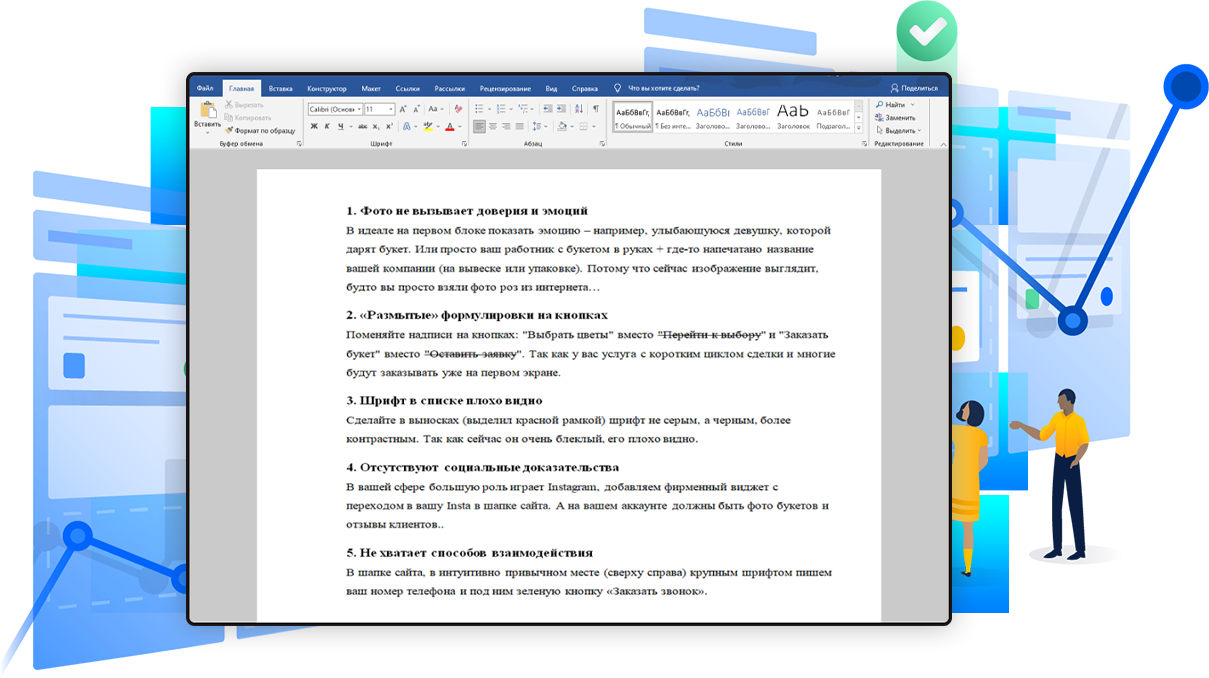 Файл Главная Вставка Конструктор Макет Ссылки Рассылки Рецензирование Вид Справка Что вы хотите сделать? Поделиться
Вставить
Вырезать
Копировать
Формат по образцу
Буфер обмена
Calibri (Основ 11
Шрифт
Абзац
АаБбВвГг, АаБбВвГг, АаБбВі АаБбВвГ АаЬ АаБбВвГ
¶ Обычный ¶ Без инте... Заголово... Заголово... Заголовок Подзагол...
Стили
Найти
Заменить
Выделить
Редактирование
1. Фото не вызывает доверия и эмоций
В идеале на первом блоке показать эмоцию – например, улыбающуюся девушку, которой
дарят букет. Или просто ваш работник с букетом в руках + где-то напечатано название
вашей компании (на вывеске или упаковке). Потому что сейчас изображение выглядит,
будто вы просто взяли фото роз из интернета…
2. «Размытые» формулировки на кнопках
Поменяйте надписи на кнопках: "Выбрать цветы" вместо "Перейти к выбору" и "Заказать
букет" вместо "Оставить заявку". Так как у вас услуга с коротким циклом сделки и многие
будут заказывать уже на первом экране.
3. Шрифт в списке плохо видно
Сделайте в выносках (выделил красной рамкой) шрифт не серым, а черным, более
контрастным. Так как сейчас он очень блеклый, его плохо видно.
4. Отсутствуют социальные доказательства
В вашей сфере большую роль играет Instagram, добавляем фирменный виджет с
переходом в вашу Insta в шапке сайта. А на вашем аккаунте должны быть фото букетов и
отзывы клиентов..
5. Не хватает способов взаимодействия
В шапке сайта, в интуитивно привычном месте (сверху справа) крупным шрифтом пишем
ваш номер телефона и под ним зеленую кнопку «Заказать звонок».